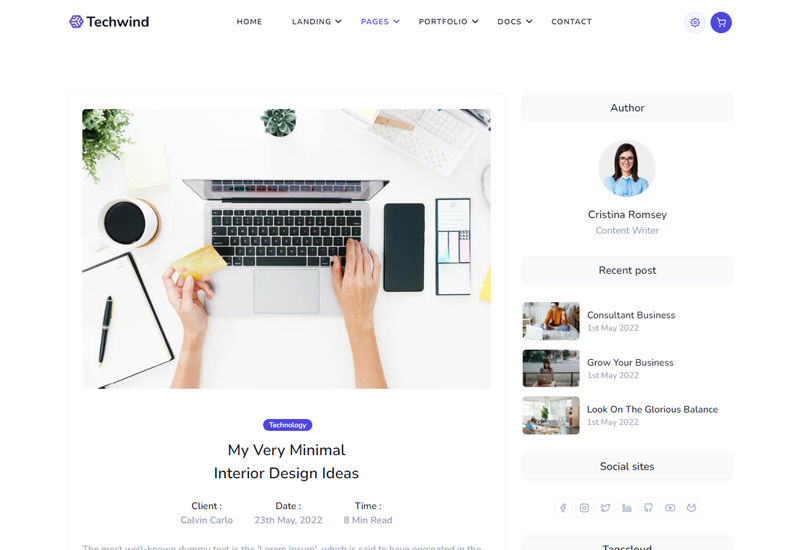 Techwind
HOME
LANDING
PAGES
PORTFOLIO
DOCS
CONTACT
Technology
My Very Minimal
Interior Design Ideas
Client :
Calvin Carlo
Date :
23th May, 2022
Time :
8 Min Read
The most well-known dummy text is the 'Lorem Ipsum', which is said to have originated in the
Author
Cristina Romsey
Content Writer
Recent post
Consultant Business
1st May 2022
Grow Your Business
1st May 2022
Look On The Glorious Balance
1st May 2022
Social sites
Tagscloud